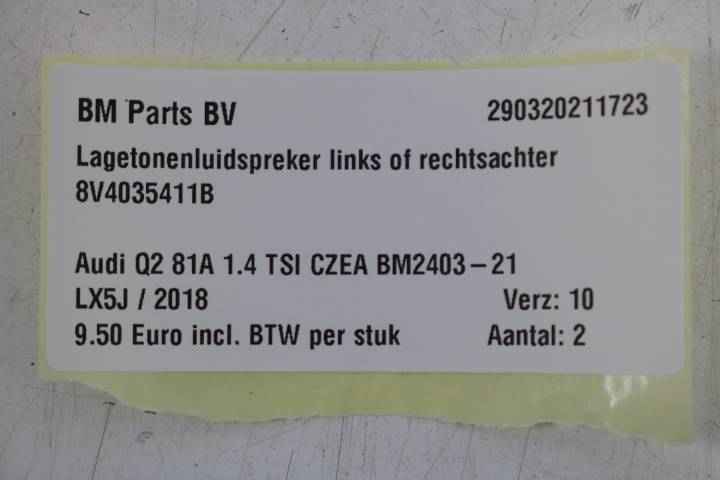 BM Parts BV 290320211723
Lagetonenluidspreker links of rechtsachter
8V4035411B
Audi Q2 81A 1.4 TSI CZEA BM2403-21
LX5J / 2018 Verz: 10
9.50 Euro incl. BTW per stuk Aantal: 2